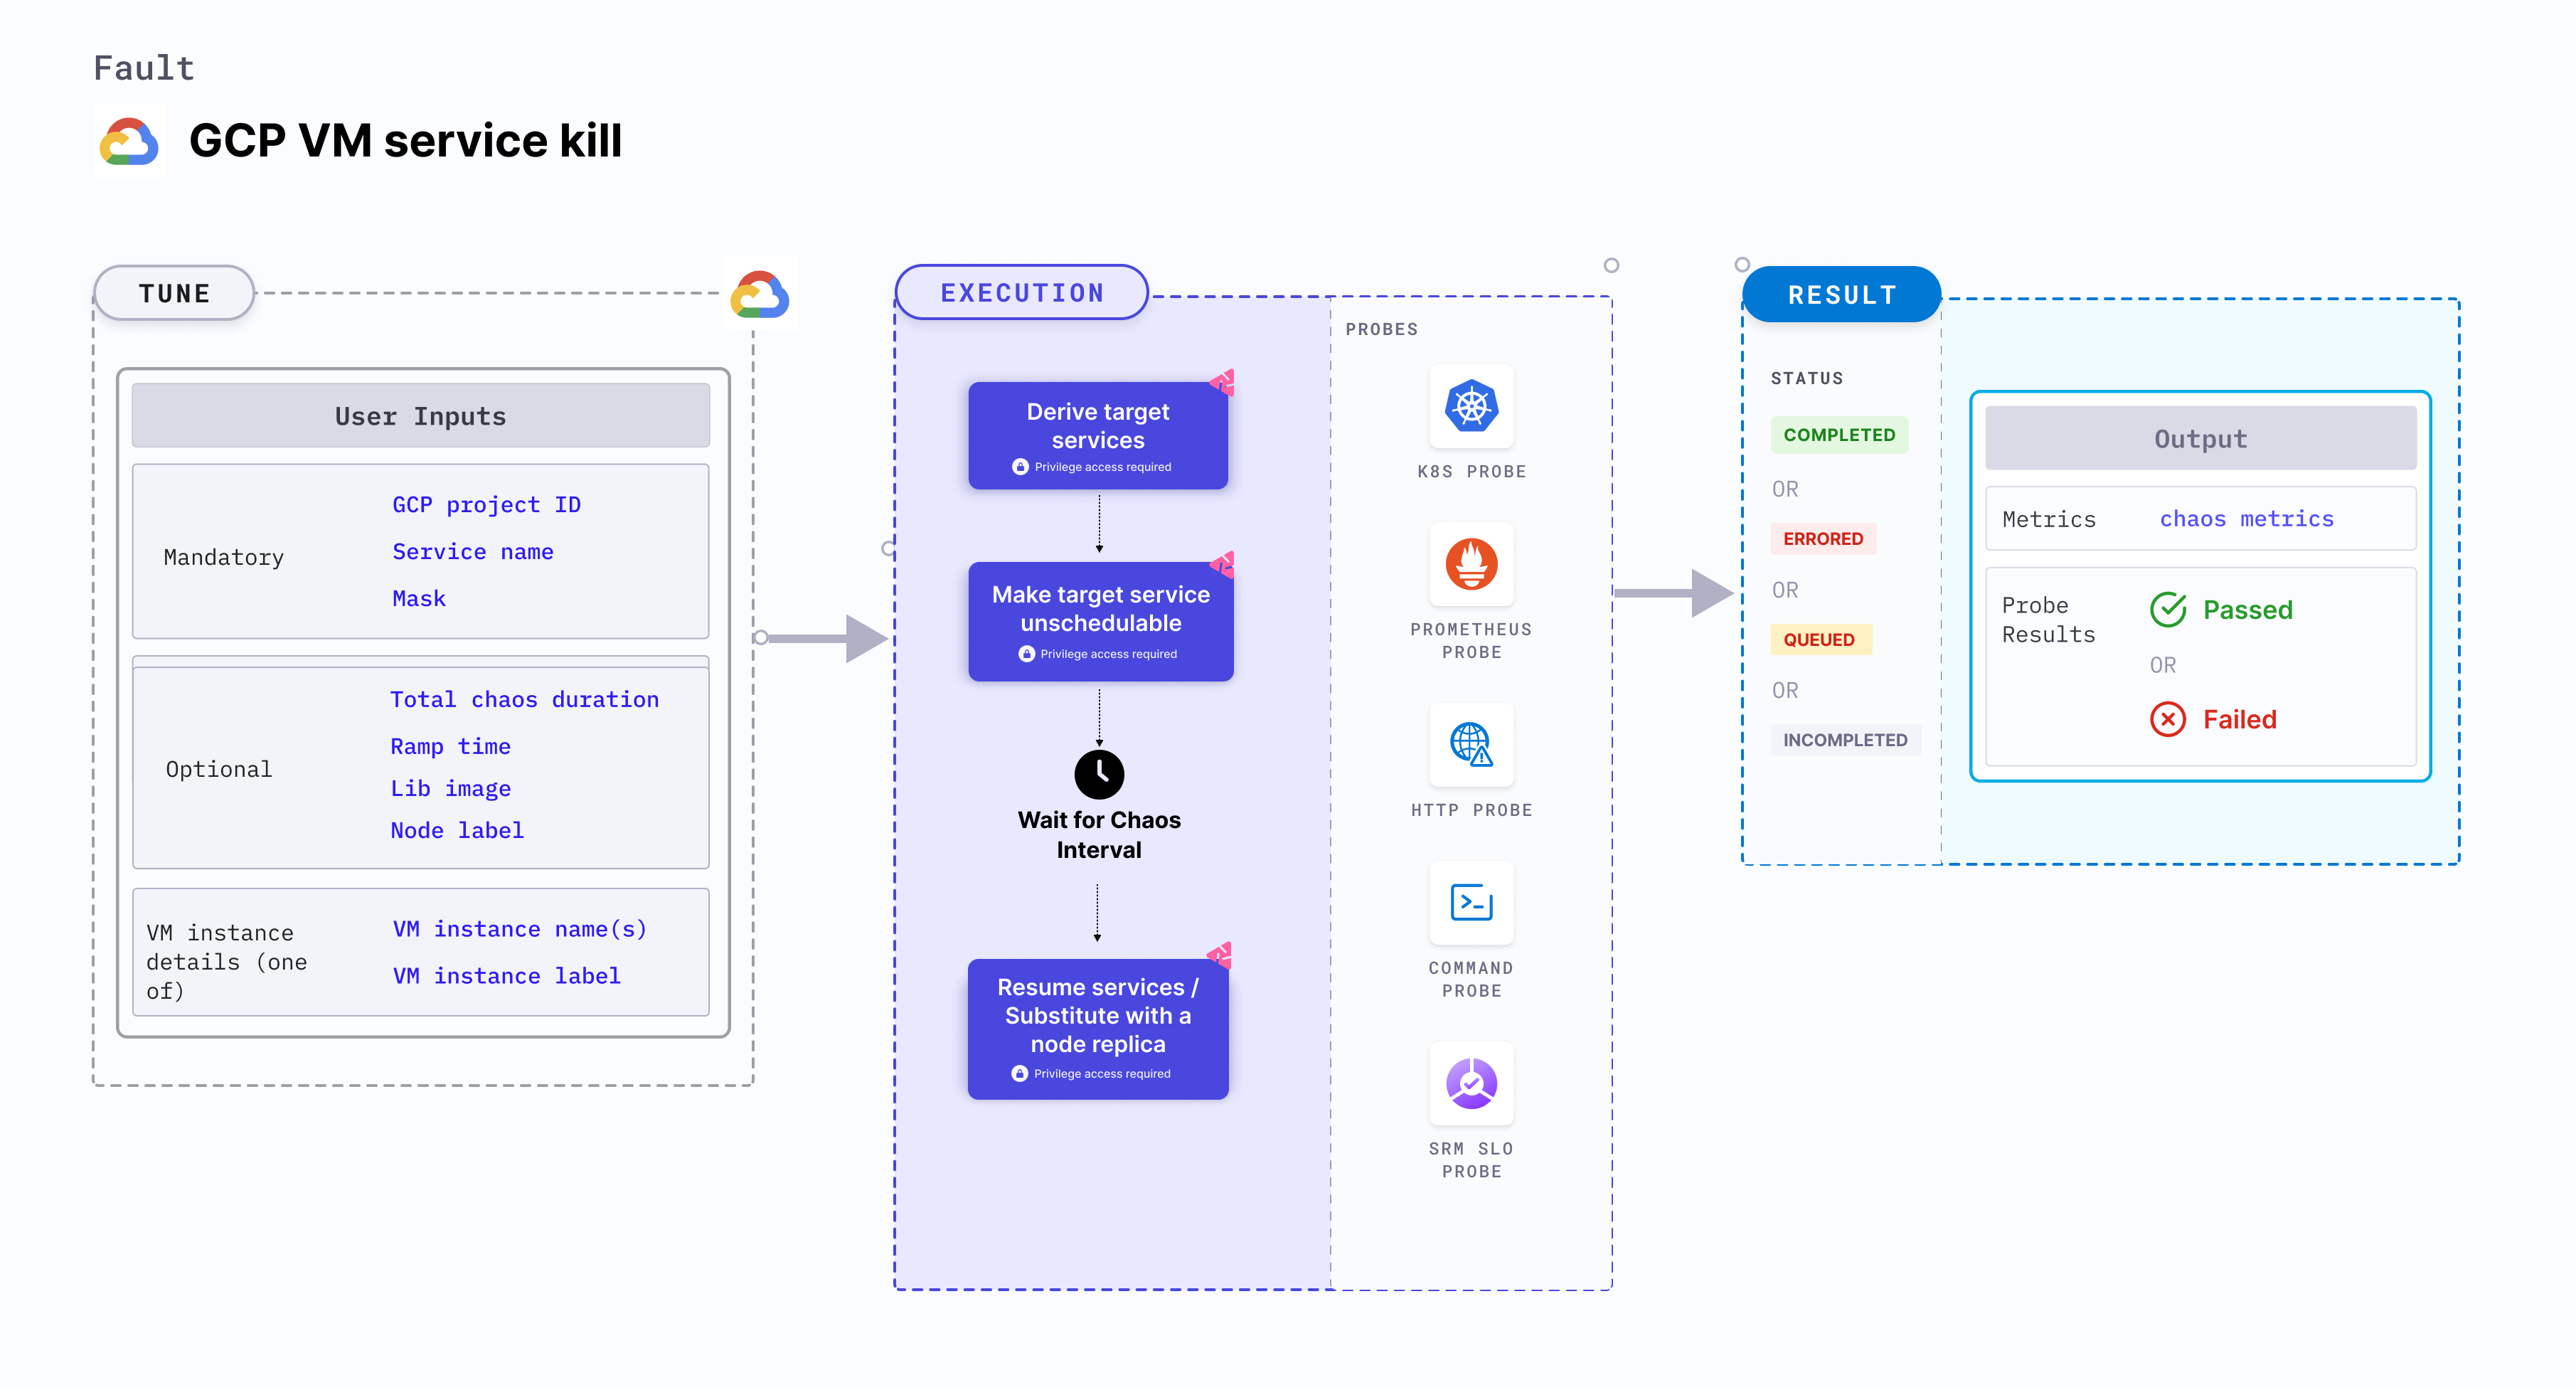 Fault
GCP VM service kill
TUNE
User Inputs
Mandatory
GCP project ID
Service name
Mask
Optional
Total chaos duration
Ramp time
Lib image
Node label
VM instance
details (one
of)
VM instance name(s)
VM instance label
EXECUTION
Derive target
services
Privilege access required
Make target service
unschedulable
Privilege access required
Wait for Chaos
Interval
Resume services /
Substitute with a
node replica
Privilege access required
PROBES
K8S PROBE
PROMETHEUS
PROBE
HTTP PROBE
COMMAND
PROBE
SRM SLO
PROBE
RESULT
STATUS
COMPLETED
OR
ERRORED
OR
QUEUED
OR
INCOMPLETED
Output
Metrics
chaos metrics
Probe
Results
Passed
OR
Failed